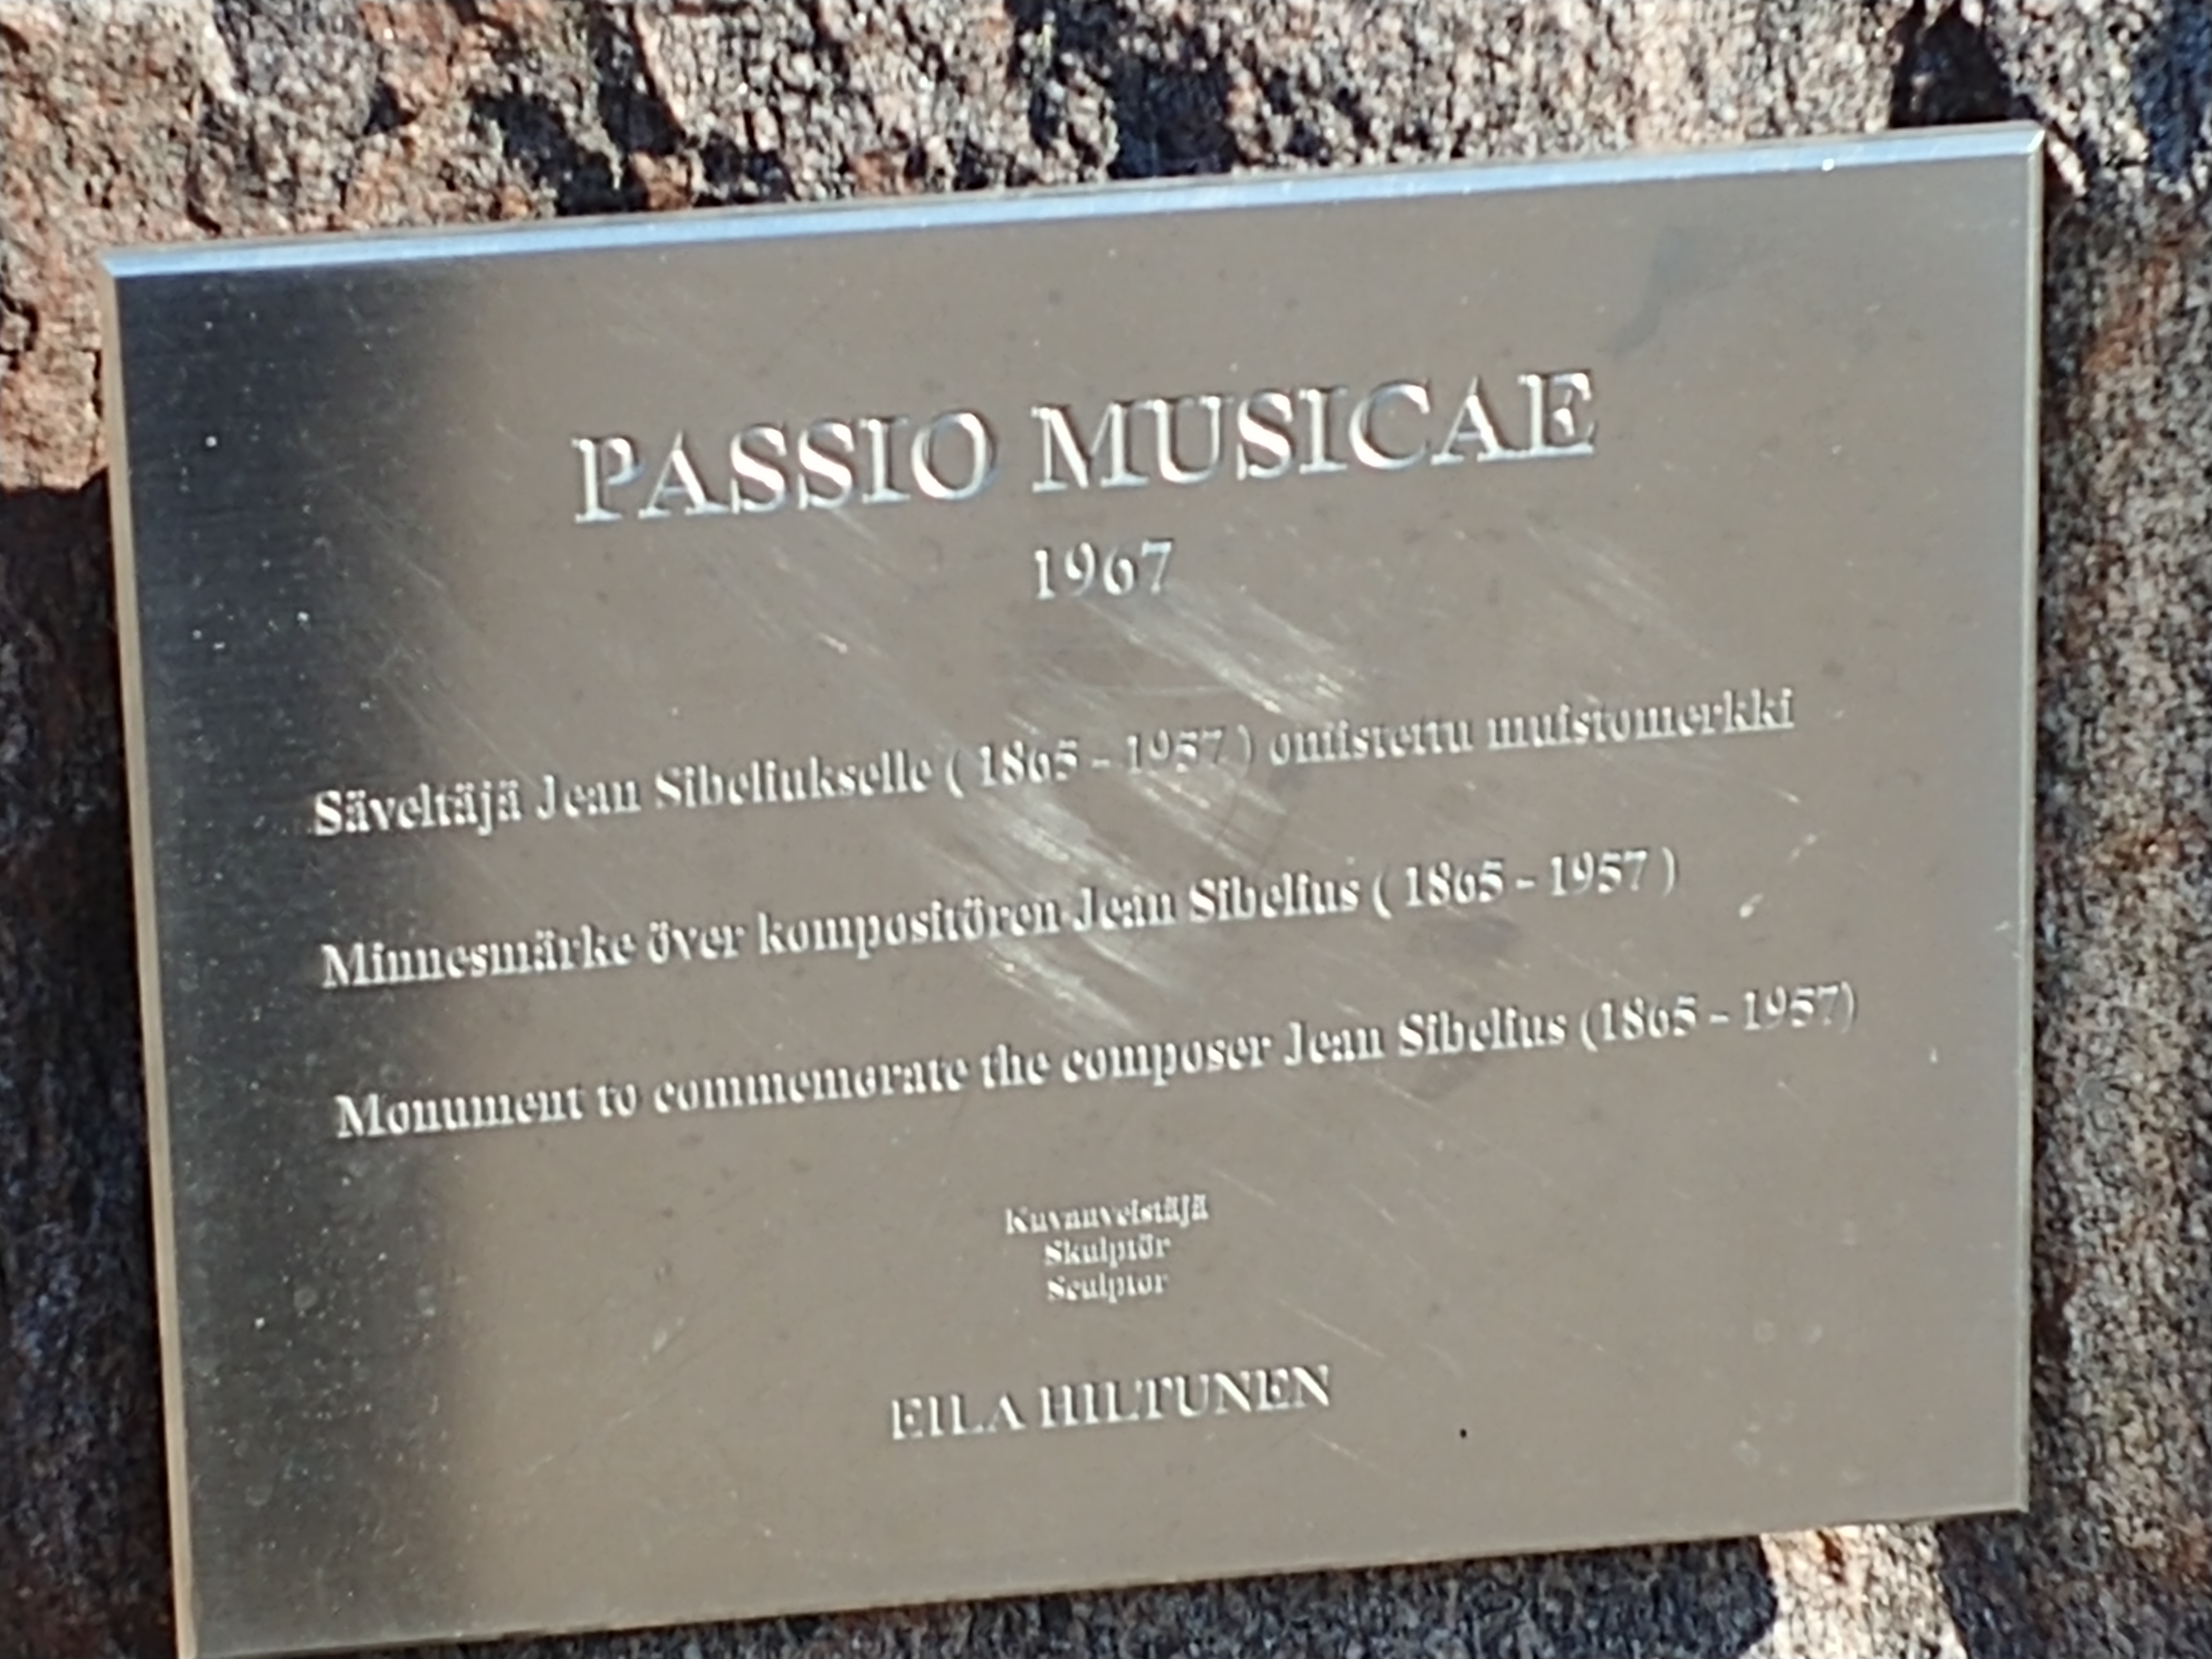 PASSIO MUSICAE
1967
Säveltäjä Jean Sibeliukselle ( 1865 - 1957 ) omistettu muistomerkki
Minnesmärke över kompositören Jean Sibelius ( 1865 - 1957 )
Monument to commemorate the composer Jean Sibelius (1865 - 1957)
Kuvanveistäjä
Skulptör
Sculptor
EILA HILTUNEN